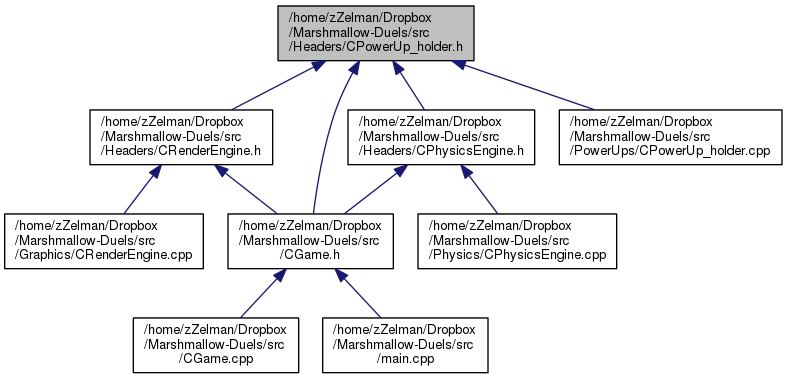 /home/zZelman/Dropbox
/Marshmallow-Duels/src
/Headers/CPowerUp_holder.h
/home/zZelman/Dropbox
/Marshmallow-Duels/src
/Headers/CRenderEngine.h
/home/zZelman/Dropbox
/Marshmallow-Duels/src
/Headers/CPhysicsEngine.h
/home/zZelman/Dropbox
/Marshmallow-Duels/src
/PowerUps/CPowerUp_holder.cpp
/home/zZelman/Dropbox
/Marshmallow-Duels/src
/Graphics/CRenderEngine.cpp
/home/zZelman/Dropbox
/Marshmallow-Duels/src
/CGame.h
/home/zZelman/Dropbox
/Marshmallow-Duels/src
/Physics/CPhysicsEngine.cpp
/home/zZelman/Dropbox
/Marshmallow-Duels/src
/CGame.cpp
/home/zZelman/Dropbox
/Marshmallow-Duels/src
/main.cpp